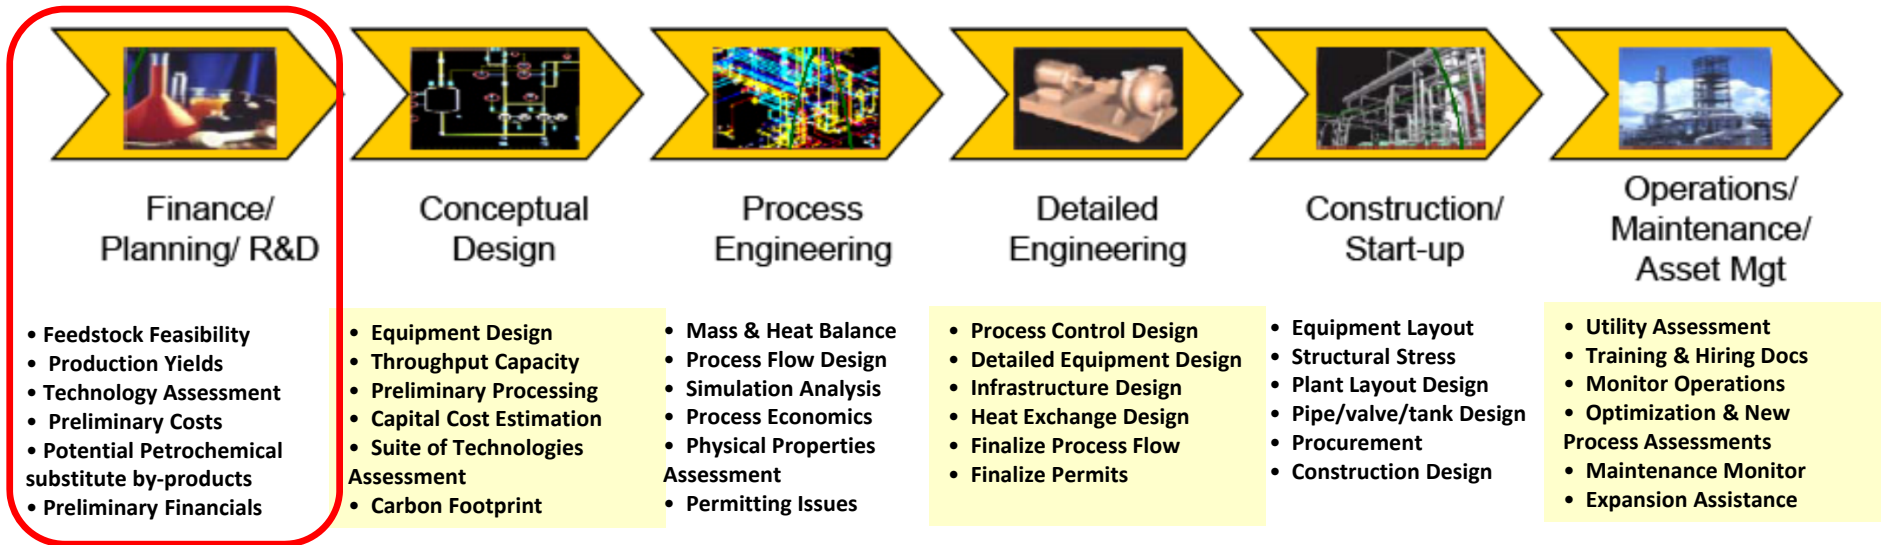 Finance/
Planning/ R&D
• Feedstock Feasibility
• Production Yields
• Technology Assessment
• Preliminary Costs
• Potential Petrochemical
substitute by-products
• Preliminary Financials
Conceptual
Design
• Equipment Design
• Throughput Capacity
• Preliminary Processing
• Capital Cost Estimation
• Suite of Technologies
Assessment
• Carbon Footprint
Process
Engineering
• Mass & Heat Balance
• Process Flow Design
• Simulation Analysis
• Process Economics
• Physical Properties
Assessment
• Permitting Issues
Detailed
Engineering
• Process Control Design
• Detailed Equipment Design
• Infrastructure Design
• Heat Exchange Design
• Finalize Process Flow
• Finalize Permits
Construction/
Start-up
• Equipment Layout
• Structural Stress
• Plant Layout Design
• Pipe/valve/tank Design
• Procurement
• Construction Design
Operations/
Maintenance/
Asset Mgt
• Utility Assessment
• Training & Hiring Docs
• Monitor Operations
• Optimization & New
Process Assessments
• Maintenance Monitor
• Expansion Assistance